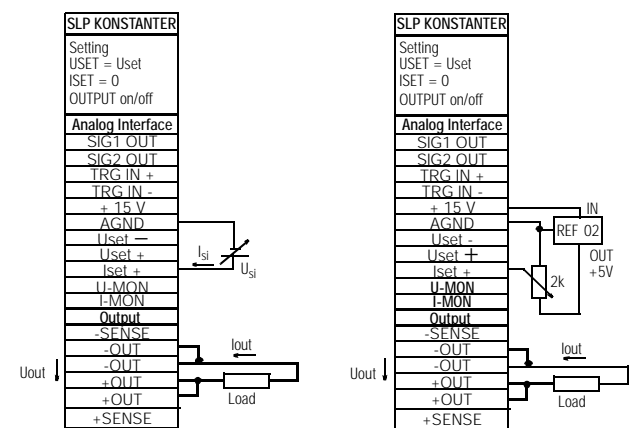 SLP KONSTANTER
Setting
USET = Uset
ISET = 0
OUTPUT on/off
Analog Interface
SIG1 OUT
SIG2 OUT
TRG IN +
TRG IN -
+ 15 V
AGND
Uset —
Uset +
Iset +
U-MON
I-MON
Output
-SENSE
-OUT
-OUT
+OUT
+OUT
+SENSE
Isi
Usi
Iout
Uout
Load
SLP KONSTANTER
Setting
USET = Uset
ISET = 0
OUTPUT on/off
Analog Interface
SIG1 OUT
SIG2 OUT
TRG IN +
TRG IN -
+ 15 V
AGND
Uset -
Uset +
Iset +
U-MON
I-MON
Output
-SENSE
-OUT
-OUT
+OUT
+OUT
+SENSE
IN
REF 02
OUT
+5V
2k
Iout
Uout
Load